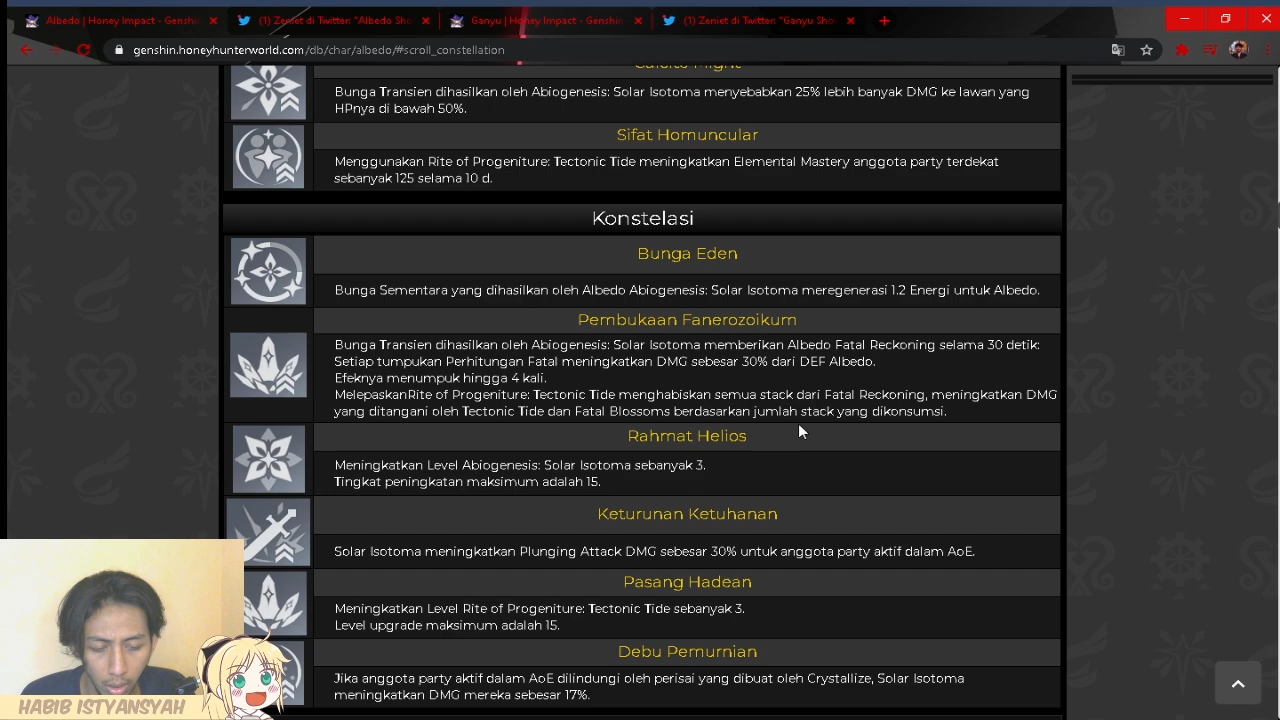 Albedo | Honey Impact - Genshin
(1) Zeniet di Twitter: "Albedo Sho
Ganyu | Honey Impact - Genshin
(1) Zeniet di Twitter: "Ganyu Sho
genshin.honeyhunterworld.com/db/char/albedo/#scroll_constellation
Bunga Transien dihasilkan oleh Abiogenesis: Solar Isotoma menyebabkan 25% lebih banyak DMG ke lawan yang
HPnya di bawah 50%.
Sifat Homuncular
Menggunakan Rite of Progeniture: Tectonic Tide meningkatkan Elemental Mastery anggota party terdekat
sebanyak 125 selama 10 d.
Konstelasi
Bunga Eden
Bunga Sementara yang dihasilkan oleh Albedo Abiogenesis: Solar Isotoma meregenerasi 1.2 Energi untuk Albedo.
Pembukaan Fanerozoikum
Bunga Transien dihasilkan oleh Abiogenesis: Solar Isotoma memberikan Albedo Fatal Reckoning selama 30 detik:
Setiap tumpukan Perhitungan Fatal meningkatkan DMG sebesar 30% dari DEF Albedo.
Efeknya menumpuk hingga 4 kali.
MelepaskanRite of Progeniture: Tectonic Tide menghabiskan semua stack dari Fatal Reckoning, meningkatkan DMG
yang ditangani oleh Tectonic Tide dan Fatal Blossoms berdasarkan jumlah stack yang dikonsumsi.
Rahmat Helios
Meningkatkan Level Abiogenesis: Solar Isotoma sebanyak 3.
Tingkat peningkatan maksimum adalah 15.
Keturunan Ketuhanan
Solar Isotoma meningkatkan Plunging Attack DMG sebesar 30% untuk anggota party aktif dalam AoE.
Pasang Hadean
Meningkatkan Level Rite of Progeniture: Tectonic Tide sebanyak 3.
Level upgrade maksimum adalah 15.
Debu Pemurnian
Jika anggota party aktif dalam AoE dilindungi oleh perisai yang dibuat oleh Crystallize, Solar Isotoma
meningkatkan DMG mereka sebesar 17%.
HABIB ISTYANSYAH